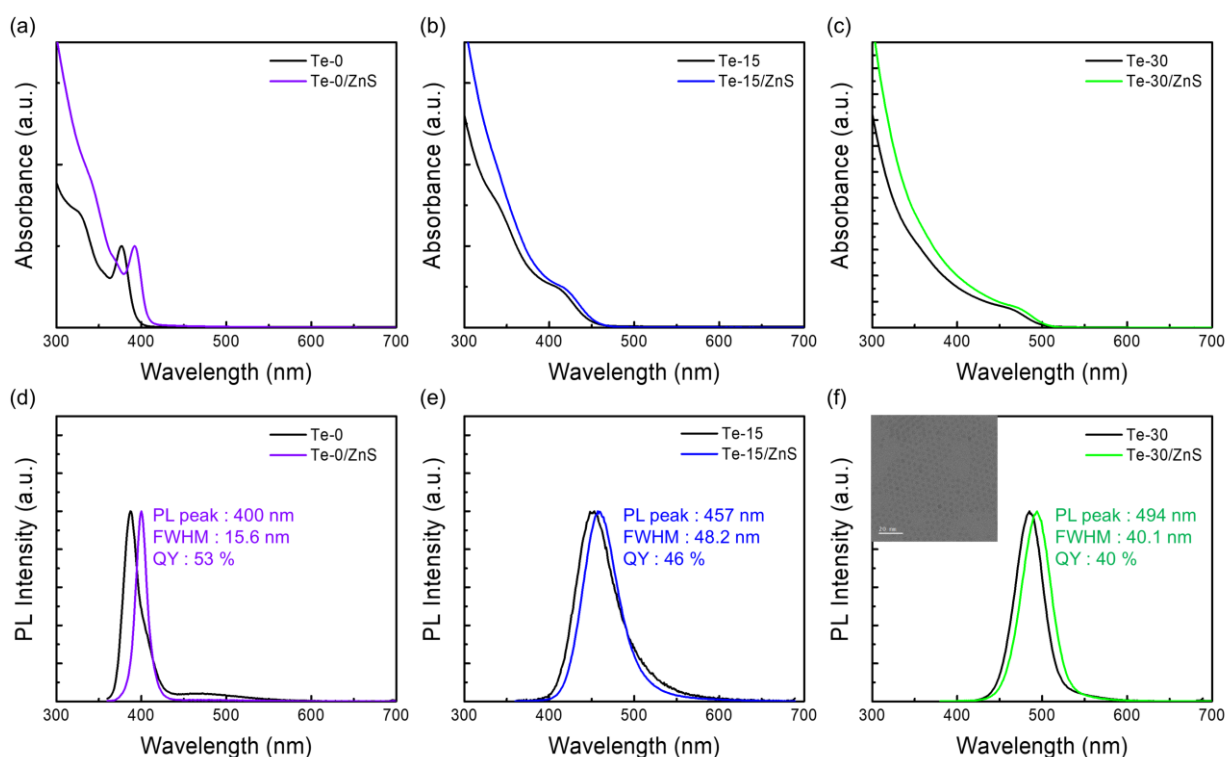 (a)
Te-0
Te-0/ZnS
Absorbance (a.u.)
300 400 500 600 700
Wavelength (nm)
(b)
Te-15
Te-15/ZnS
Absorbance (a.u.)
300 400 500 600 700
Wavelength (nm)
(c)
Te-30
Te-30/ZnS
Absorbance (a.u.)
300 400 500 600 700
Wavelength (nm)
(d)
Te-0
Te-0/ZnS
PL peak : 400 nm
FWHM : 15.6 nm
QY : 53 %
PL Intensity (a.u.)
300 400 500 600 700
Wavelength (nm)
(e)
Te-15
Te-15/ZnS
PL peak : 457 nm
FWHM : 48.2 nm
QY : 46 %
PL Intensity (a.u.)
300 400 500 600 700
Wavelength (nm)
(f)
Te-30
Te-30/ZnS
20 nm
PL peak : 494 nm
FWHM : 40.1 nm
QY : 40 %
PL Intensity (a.u.)
300 400 500 600 700
Wavelength (nm)